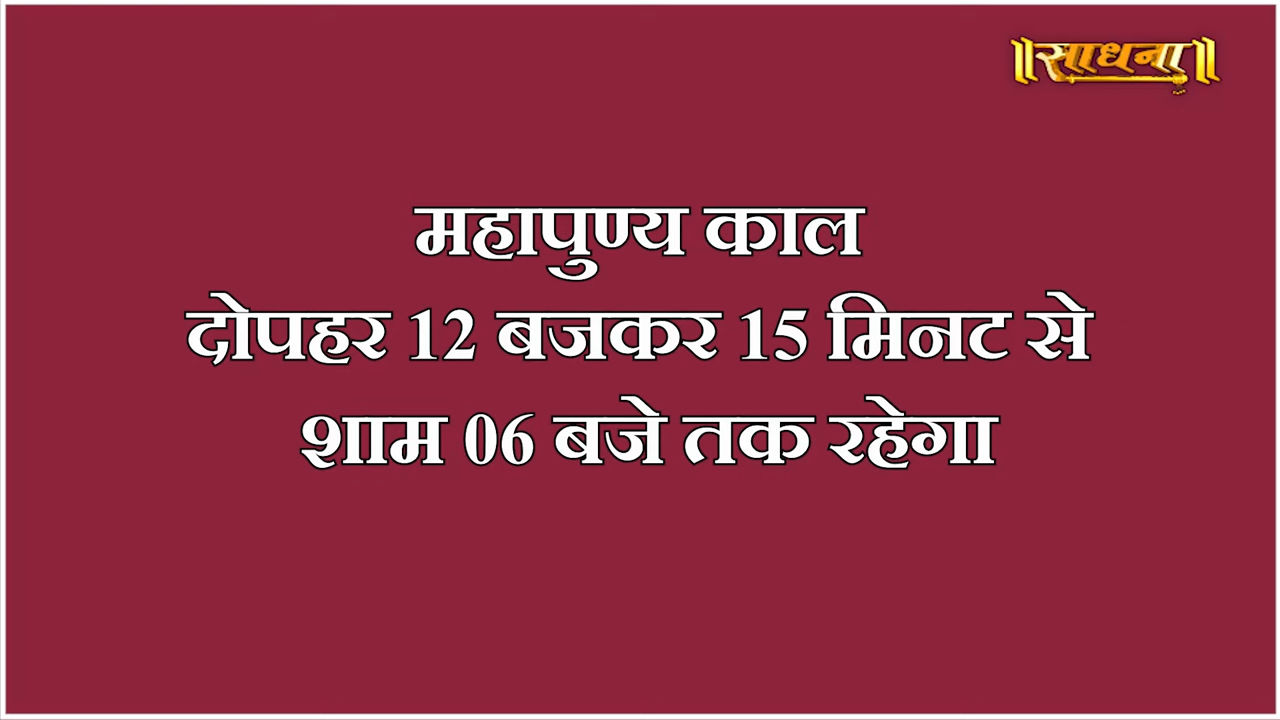 ॥साधना॥
महापुण्य काल
दोपहर 12 बजकर 15 मिनट से
शाम 06 बजे तक रहेगा